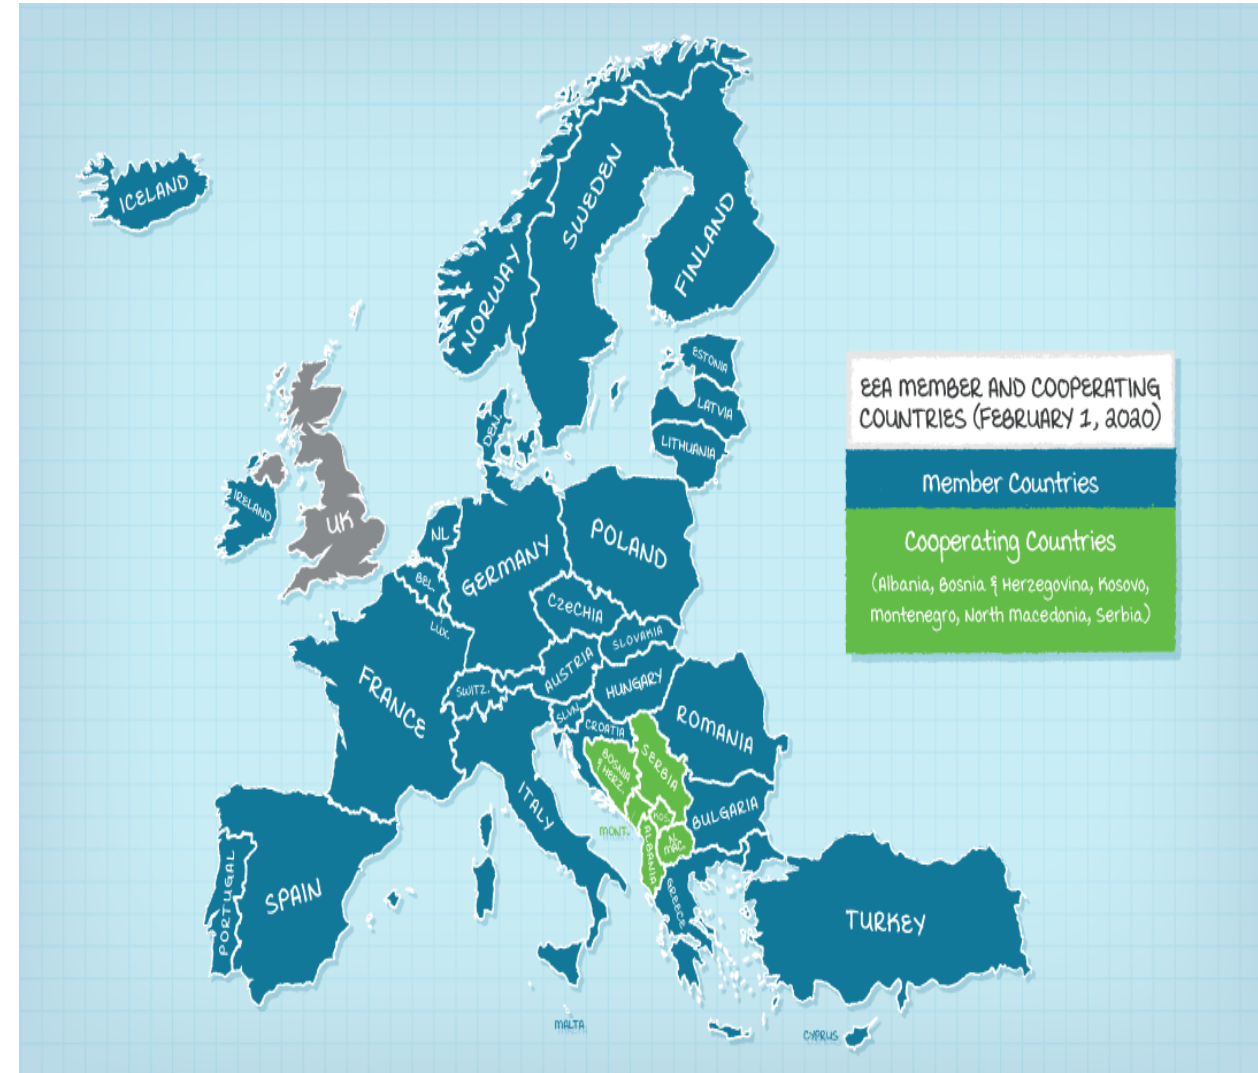 ICELAND
SWEDEN
FINLAND
NORWAY
ESTONIA
LATVIA
LITHUANIA
DEN.
IRELAND
UK
NL
BEL.
LUX.
GERMANY
POLAND
CZECHIA
SLOVAKIA
AUSTRIA
HUNGARY
SWITZ.
FRANCE
SLVN.
CROATIA
ROMANIA
BOSNIA
& HERZ.
SERBIA
ITALY
MONT.
KOS.
BULGARIA
N.
MAC.
ALBANIA
GREECE
PORTUGAL
SPAIN
TURKEY
MALTA
CYPRUS
EEA MEMBER AND COOPERATING
COUNTRIES (FEBRUARY 1, 2020)
Member Countries
Cooperating Countries
(Albania, Bosnia & Herzegovina, Kosovo,
Montenegro, North Macedonia, Serbia)